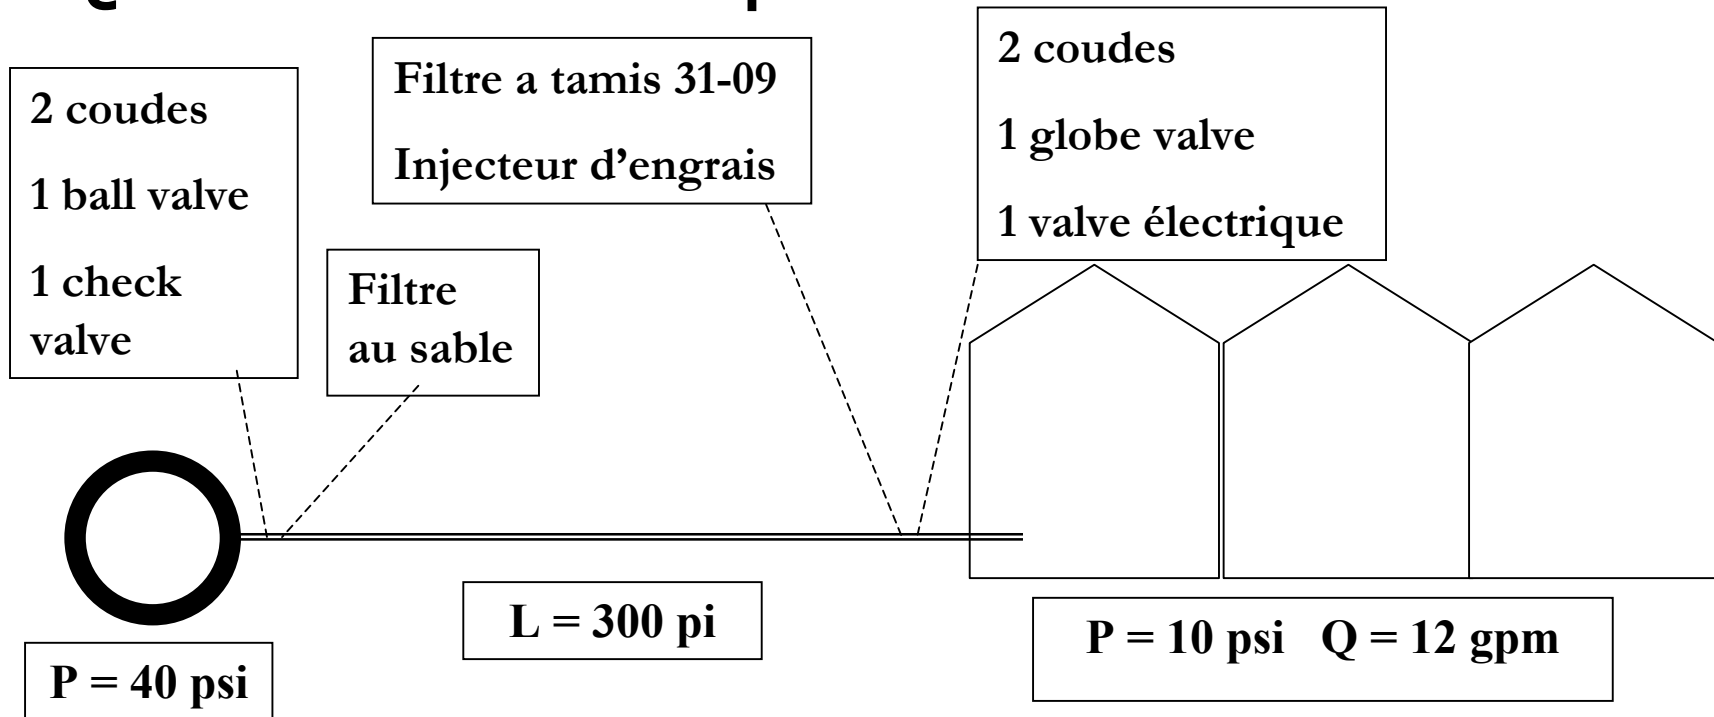 2 coudes
1 ball valve
1 check
valve
Filtre
au sable
Filtre a tamis 31-09
Injecteur d’engrais
2 coudes
1 globe valve
1 valve électrique
L = 300 pi
P = 40 psi
P = 10 psi Q = 12 gpm